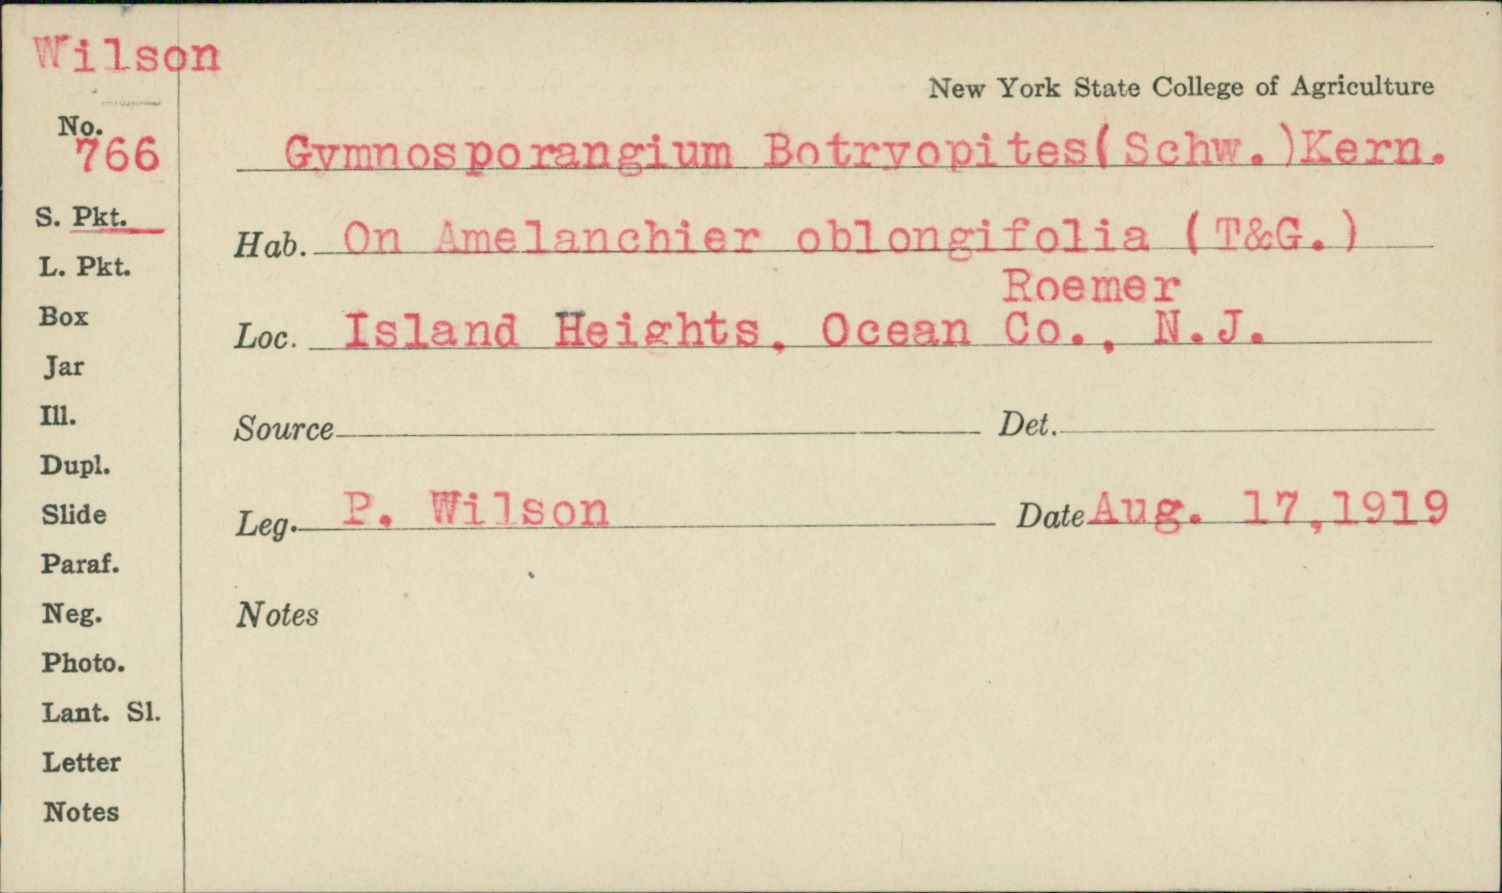 Wilson
New York State College of Agriculture
No.
766
Gymnosporangium Botryopites(Schw.)Kern.
S. Pkt.
Hab. On Amelanchier oblongifolia (T&G.)
Roemer
L. Pkt.
Box
Loc. Island Heights, Ocean Co., N.J.
Jar
Ill.
Source Det.
Dupl.
Slide
Leg. P. Wilson Date Aug. 17,1919
Paraf.
Neg.
Notes
Photo.
Lant. Sl.
Letter
Notes